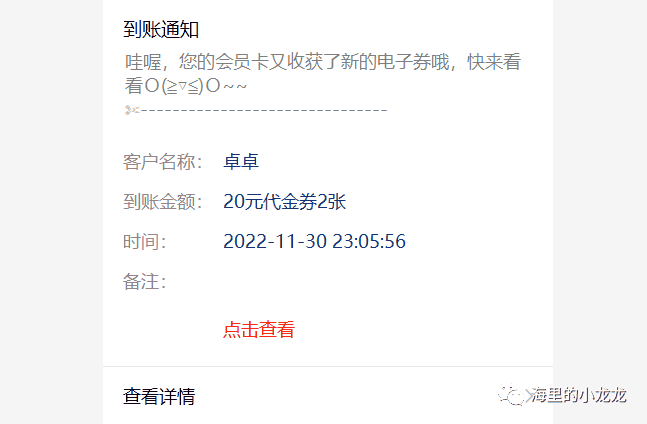 到账通知
哇喔，您的会员卡又收获了新的电子券哦，快来看
看Ο(≧▽≦)Ο~~
✄-------------------------------
客户名称： 卓卓
到账金额： 20元代金券2张
时间： 2022-11-30 23:05:56
备注：
点击查看
查看详情
海里的小龙龙